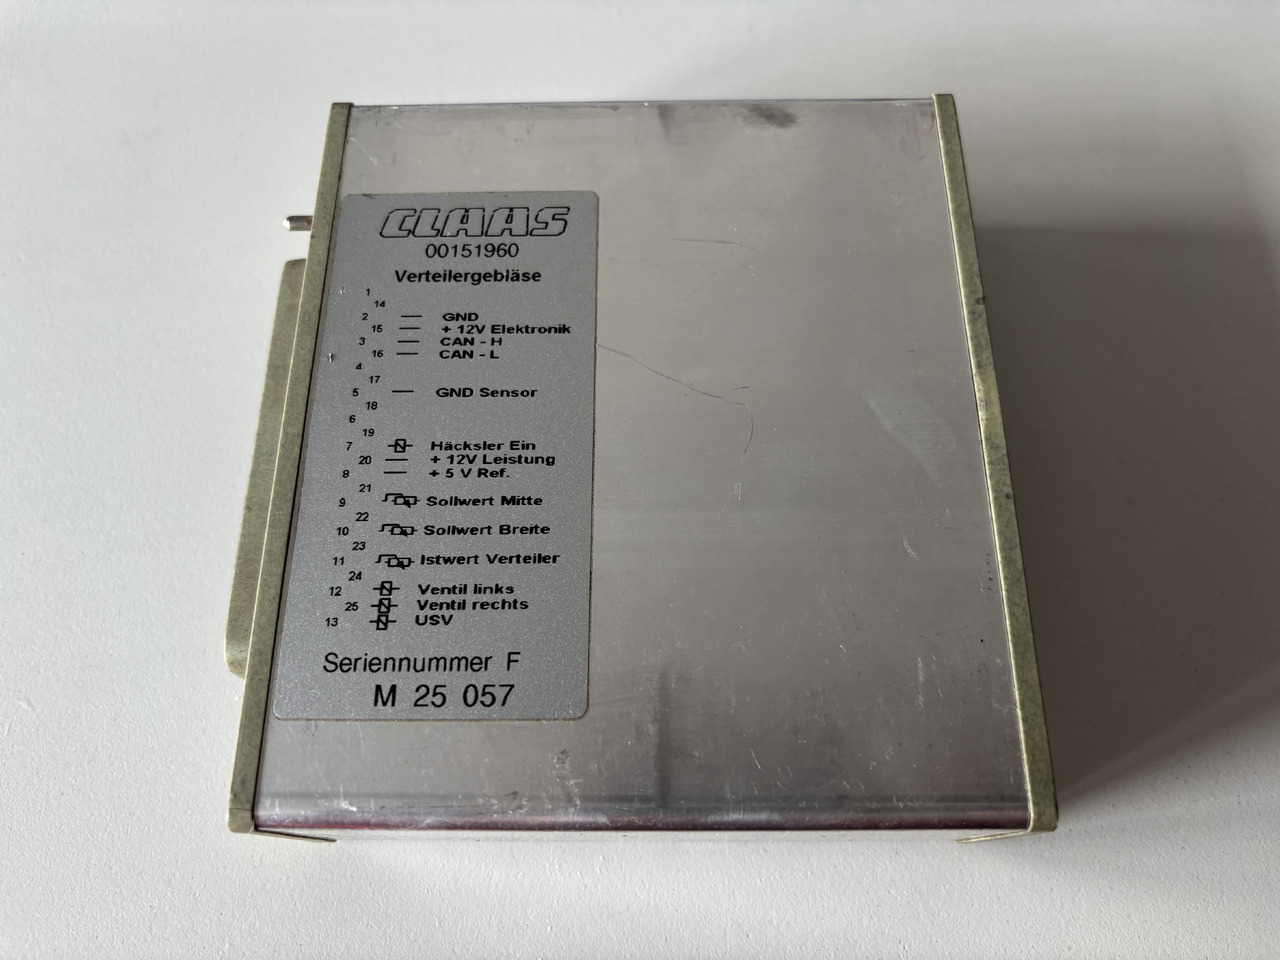 CLAAS
00151960
Verteilergebläse
1
14
2 GND
15 + 12V Elektronik
3 CAN - H
16 CAN - L
4
17
5 GND Sensor
18
6
19
7 Häcksler Ein
20 + 12V Leistung
8 + 5 V Ref.
21
9 Sollwert Mitte
22
10 Sollwert Breite
23
11 Istwert Verteiler
24
12 Ventil links
25 Ventil rechts
13 USV
Seriennummer F
M 25 057